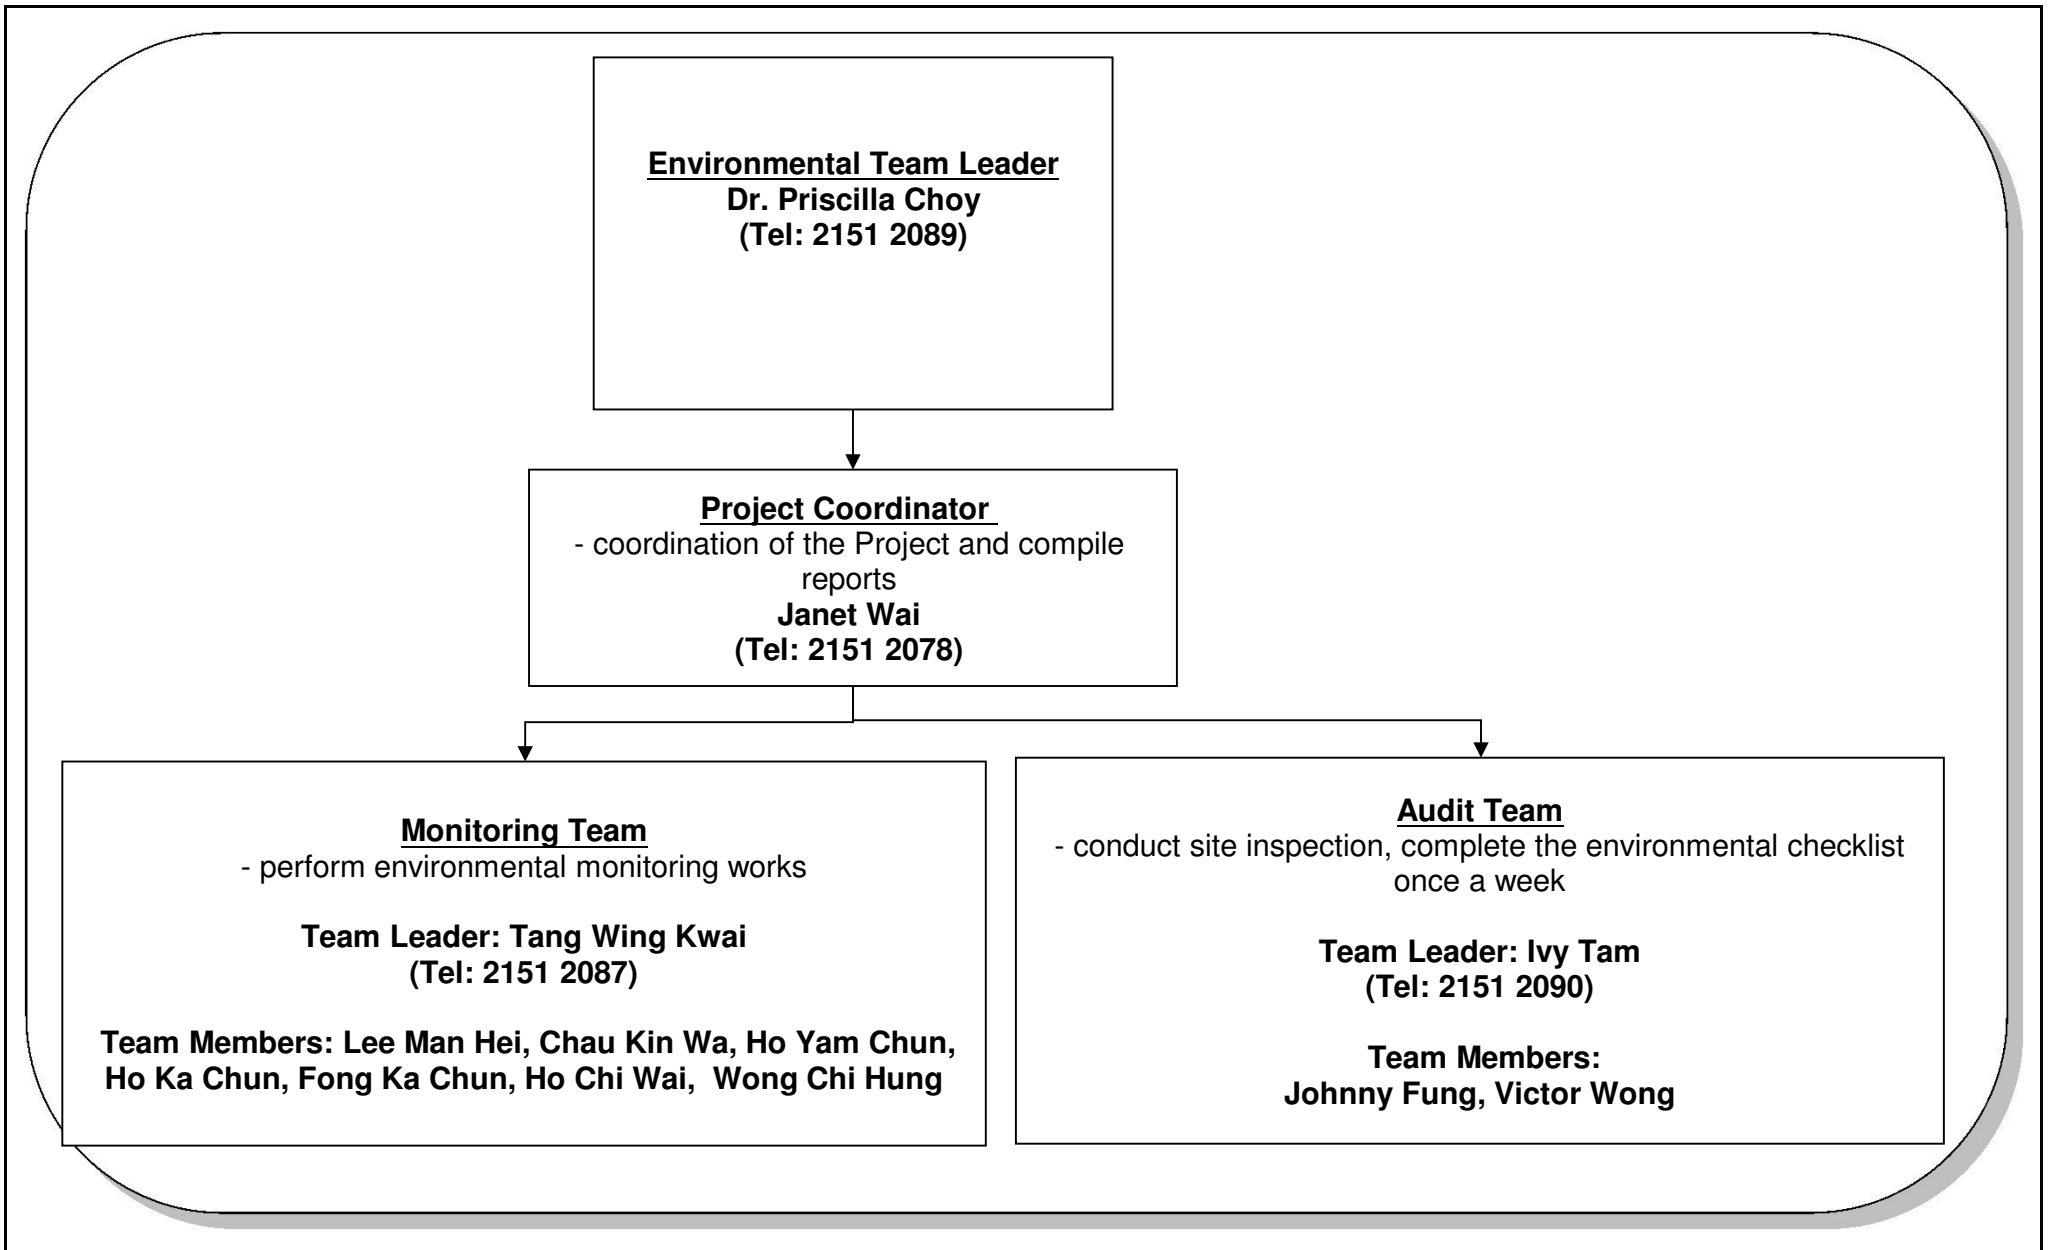 Environmental Team Leader
Dr. Priscilla Choy
(Tel: 2151 2089)
Project Coordinator
- coordination of the Project and compile
reports
Janet Wai
(Tel: 2151 2078)
Monitoring Team
- perform environmental monitoring works
Team Leader: Tang Wing Kwai
(Tel: 2151 2087)
Team Members: Lee Man Hei, Chau Kin Wa, Ho Yam Chun,
Ho Ka Chun, Fong Ka Chun, Ho Chi Wai,  Wong Chi Hung
Audit Team
- conduct site inspection, complete the environmental checklist
once a week
Team Leader: Ivy Tam
(Tel: 2151 2090)
Team Members:
Johnny Fung, Victor Wong